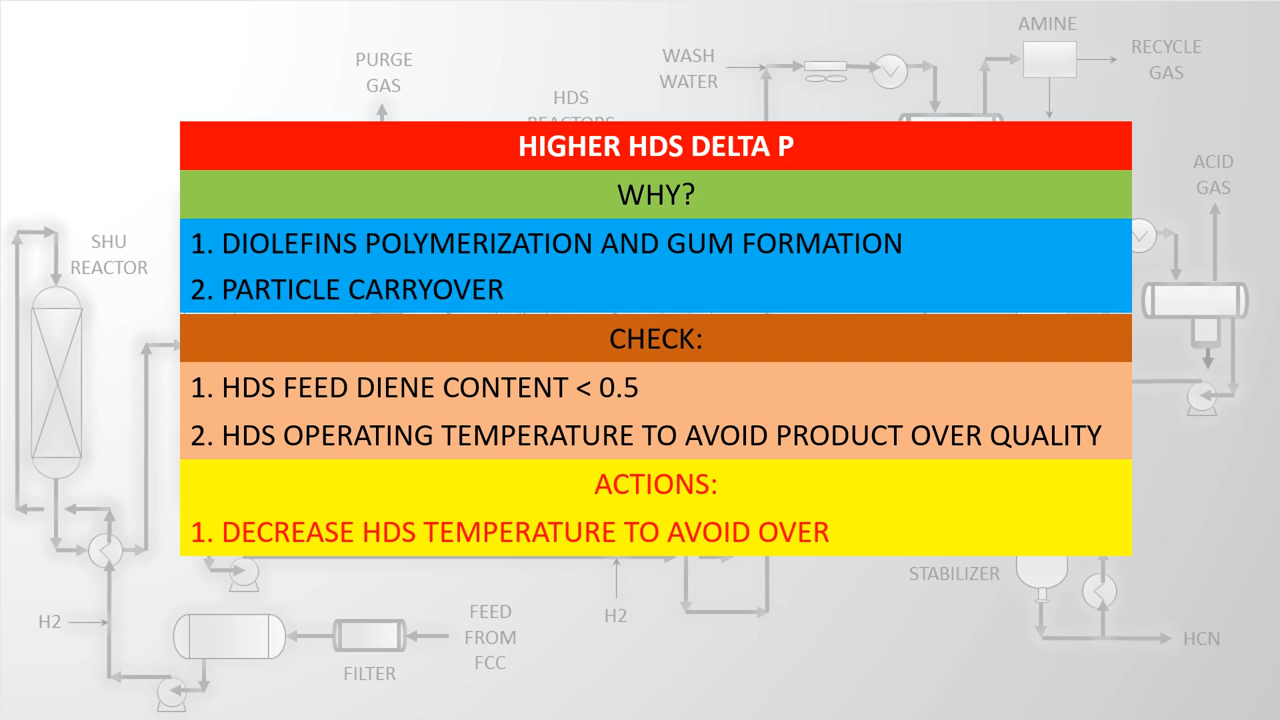 PURGE
GAS
WASH
WATER
AMINE
RECYCLE
GAS
HDS
REACTORS
HIGHER HDS DELTA P
WHY?
1. DIOLEFINS POLYMERIZATION AND GUM FORMATION
2. PARTICLE CARRYOVER
CHECK:
1. HDS FEED DIENE CONTENT < 0.5
2. HDS OPERATING TEMPERATURE TO AVOID PRODUCT OVER QUALITY
ACTIONS:
1. DECREASE HDS TEMPERATURE TO AVOID OVER
SHU
REACTOR
ACID
GAS
H2
FEED
FROM
FCC
FILTER
H2
STABILIZER
HCN